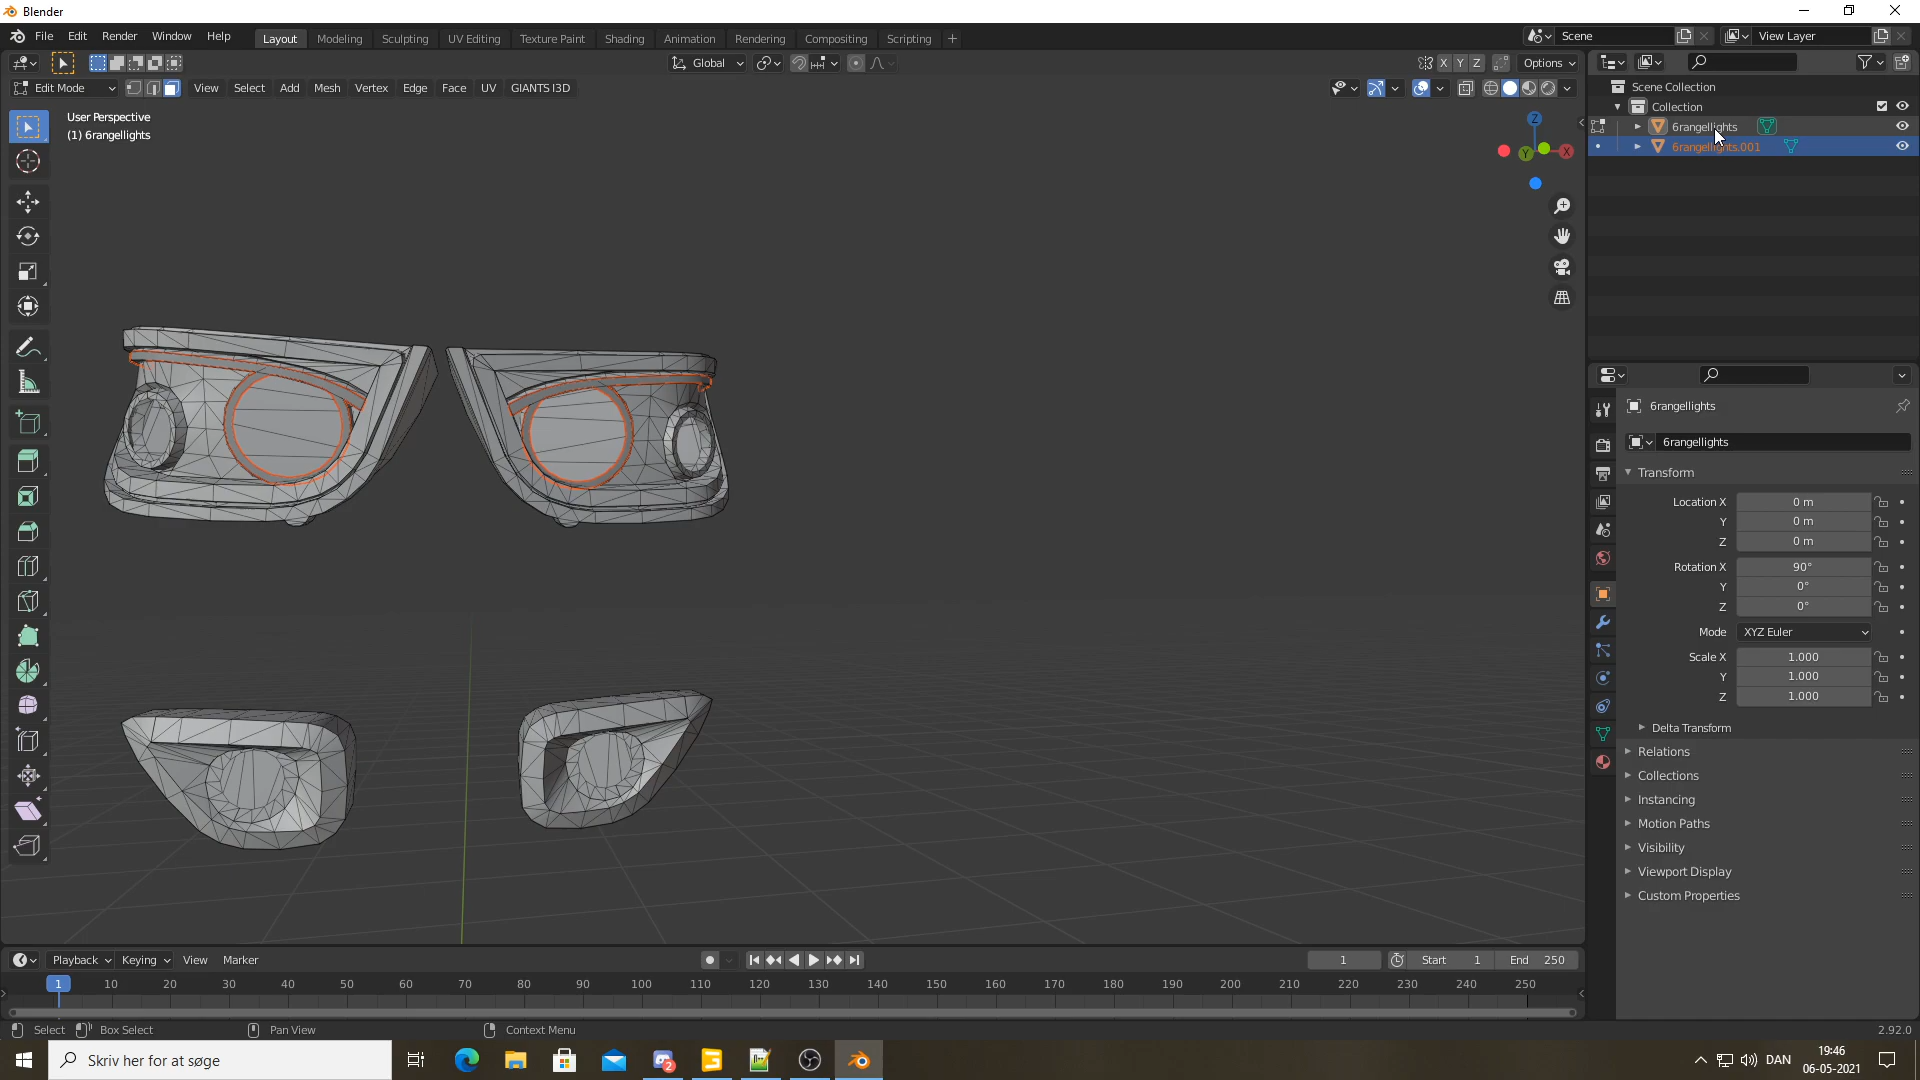 Blender
File Edit Render Window Help
Layout Modeling Sculpting UV Editing Texture Paint Shading Animation Rendering Compositing Scripting
Scene
View Layer
Global
X Y Z
Options
Edit Mode
View Select Add Mesh Vertex Edge Face UV GIANTS I3D
User Perspective
(1) 6rangellights
Z
Y
X
Scene Collection
Collection
6rangellights
6rangellights.001
6rangellights
6rangellights
Transform
Location X 0 m
Y 0 m
Z 0 m
Rotation X 90°
Y 0°
Z 0°
Mode XYZ Euler
Scale X 1.000
Y 1.000
Z 1.000
Delta Transform
Relations
Collections
Instancing
Motion Paths
Visibility
Viewport Display
Custom Properties
Playback Keying View Marker
1 Start 1 End 250
1 10 20 30 40 50 60 70 80 90 100 110 120 130 140 150 160 170 180 190 200 210 220 230 240 250
Select Box Select Pan View Context Menu
2.92.0
Skriv her for at søge
2
DAN
19:46
06-05-2021